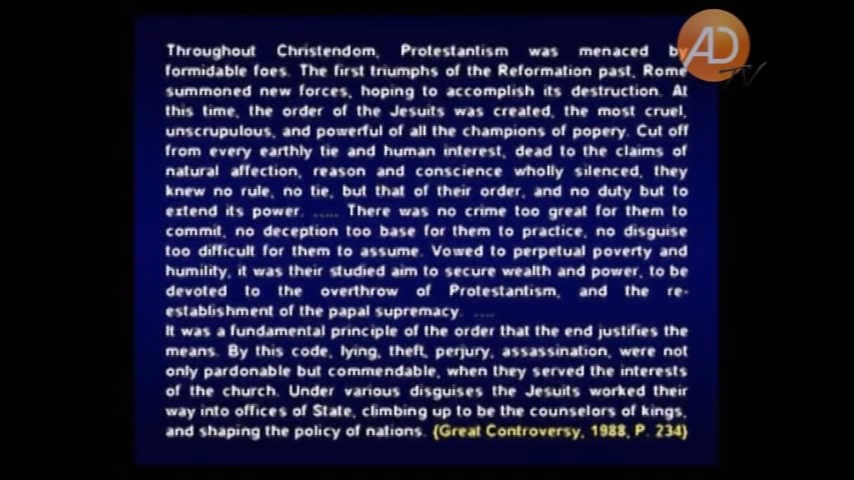 AD
TV
Throughout Christendom, Protestantism was menaced by
formidable foes. The first triumphs of the Reformation past, Rome
summoned new forces, hoping to accomplish its destruction. At
this time, the order of the Jesuits was created, the most cruel,
unscrupulous, and powerful of all the champions of popery. Cut off
from every earthly tie and human interest, dead to the claims of
natural affection, reason and conscience wholly silenced, they
knew no rule, no tie, but that of their order, and no duty but to
extend its power. ..... There was no crime too great for them to
commit, no deception too base for them to practice, no disguise
too difficult for them to assume. Vowed to perpetual poverty and
humility, it was their studied aim to secure wealth and power, to be
devoted to the overthrow of Protestantism, and the re-
establishment of the papal supremacy. ....
It was a fundamental principle of the order that the end justifies the
means. By this code, lying, theft, perjury, assassination, were not
only pardonable but commendable, when they served the interests
of the church. Under various disguises the Jesuits worked their
way into offices of State, climbing up to be the counselors of kings,
and shaping the policy of nations. {Great Controversy, 1988, P. 234}